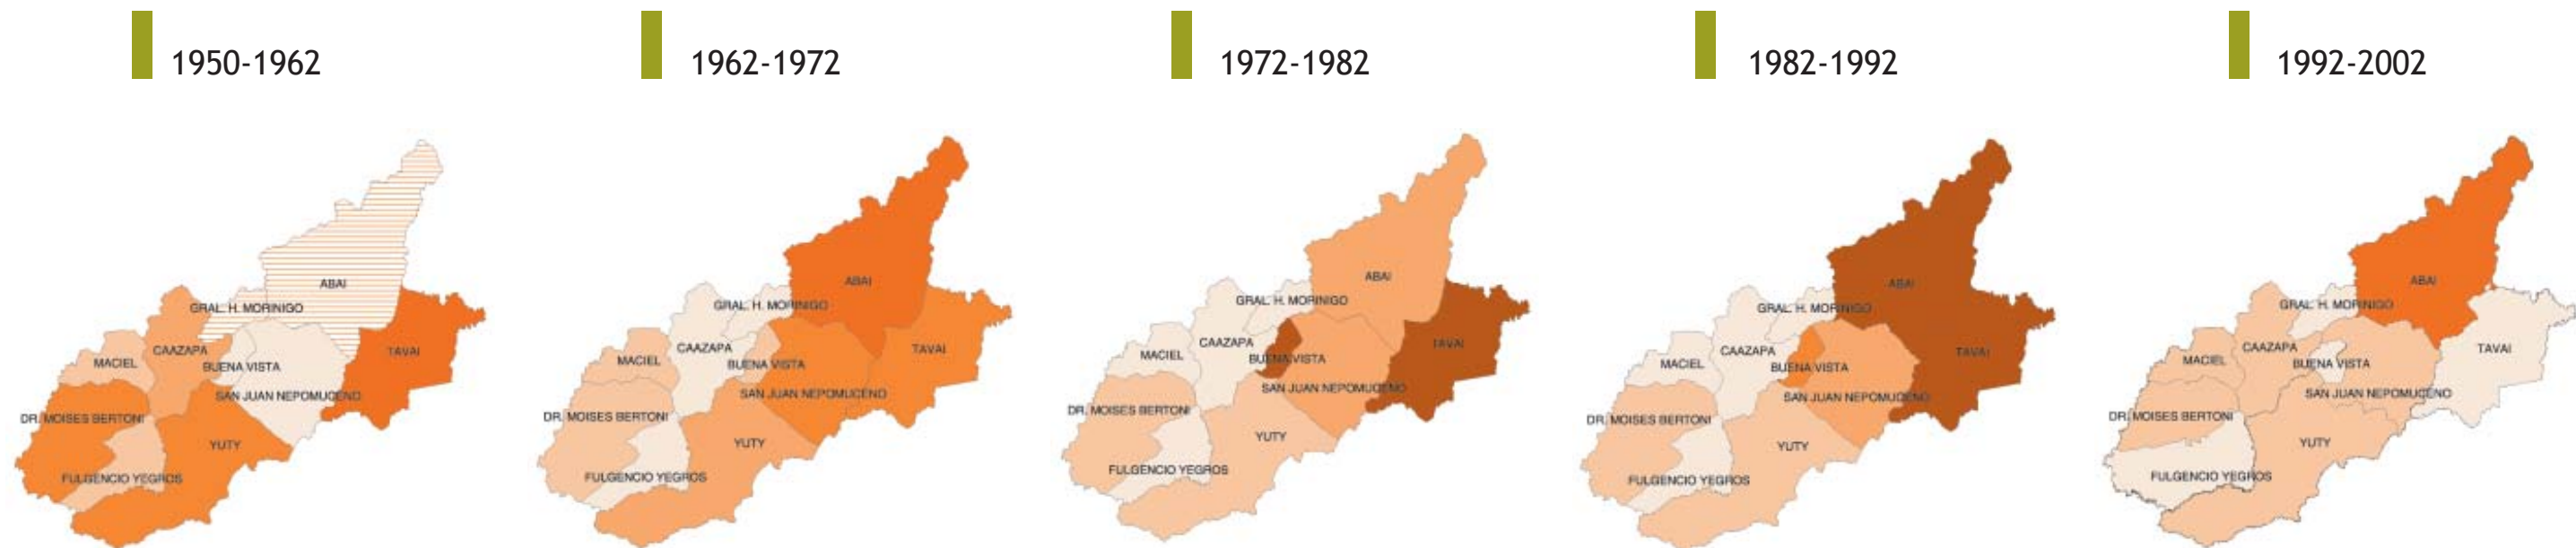 1950-1962
ABAI
GRAL. H. MORINIGO
CAAZAPA
TAVAI
MACIEL
BUENA VISTA
SAN JUAN NEPOMUCENO
DR. MOISES BERTONI
YUTY
FULGENCIO YEGROS
1962-1972
ABAI
GRAL. H. MORINIGO
CAAZAPA
TAVAI
MACIEL
BUENA VISTA
SAN JUAN NEPOMUCENO
DR. MOISES BERTONI
YUTY
FULGENCIO YEGROS
1972-1982
ABAI
GRAL. H. MORINIGO
CAAZAPA
TAVAI
MACIEL
BUENA VISTA
SAN JUAN NEPOMUCENO
DR. MOISES BERTONI
YUTY
FULGENCIO YEGROS
1982-1992
ABAI
GRAL. H. MORINIGO
CAAZAPA
TAVAI
MACIEL
BUENA VISTA
SAN JUAN NEPOMUCENO
DR. MOISES BERTONI
YUTY
FULGENCIO YEGROS
1992-2002
ABAI
GRAL. H. MORINIGO
CAAZAPA
TAVAI
MACIEL
BUENA VISTA
SAN JUAN NEPOMUCENO
DR. MOISES BERTONI
YUTY
FULGENCIO YEGROS